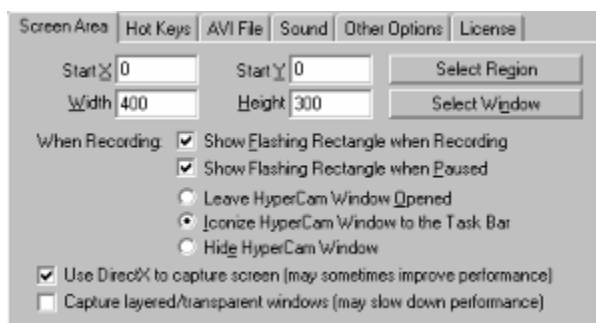 Screen Area Hot Keys AVI File Sound Other Options License
Start X 0 Start Y 0 Select Region
Width 400 Height 300 Select Window
When Recording: Show Flashing Rectangle when Recording
Show Flashing Rectangle when Paused
Leave HyperCam Window Opened
Iconize HyperCam Window to the Task Bar
Hide HyperCam Window
Use DirectX to capture screen (may sometimes improve performance)
Capture layered/transparent windows (may slow down performance)